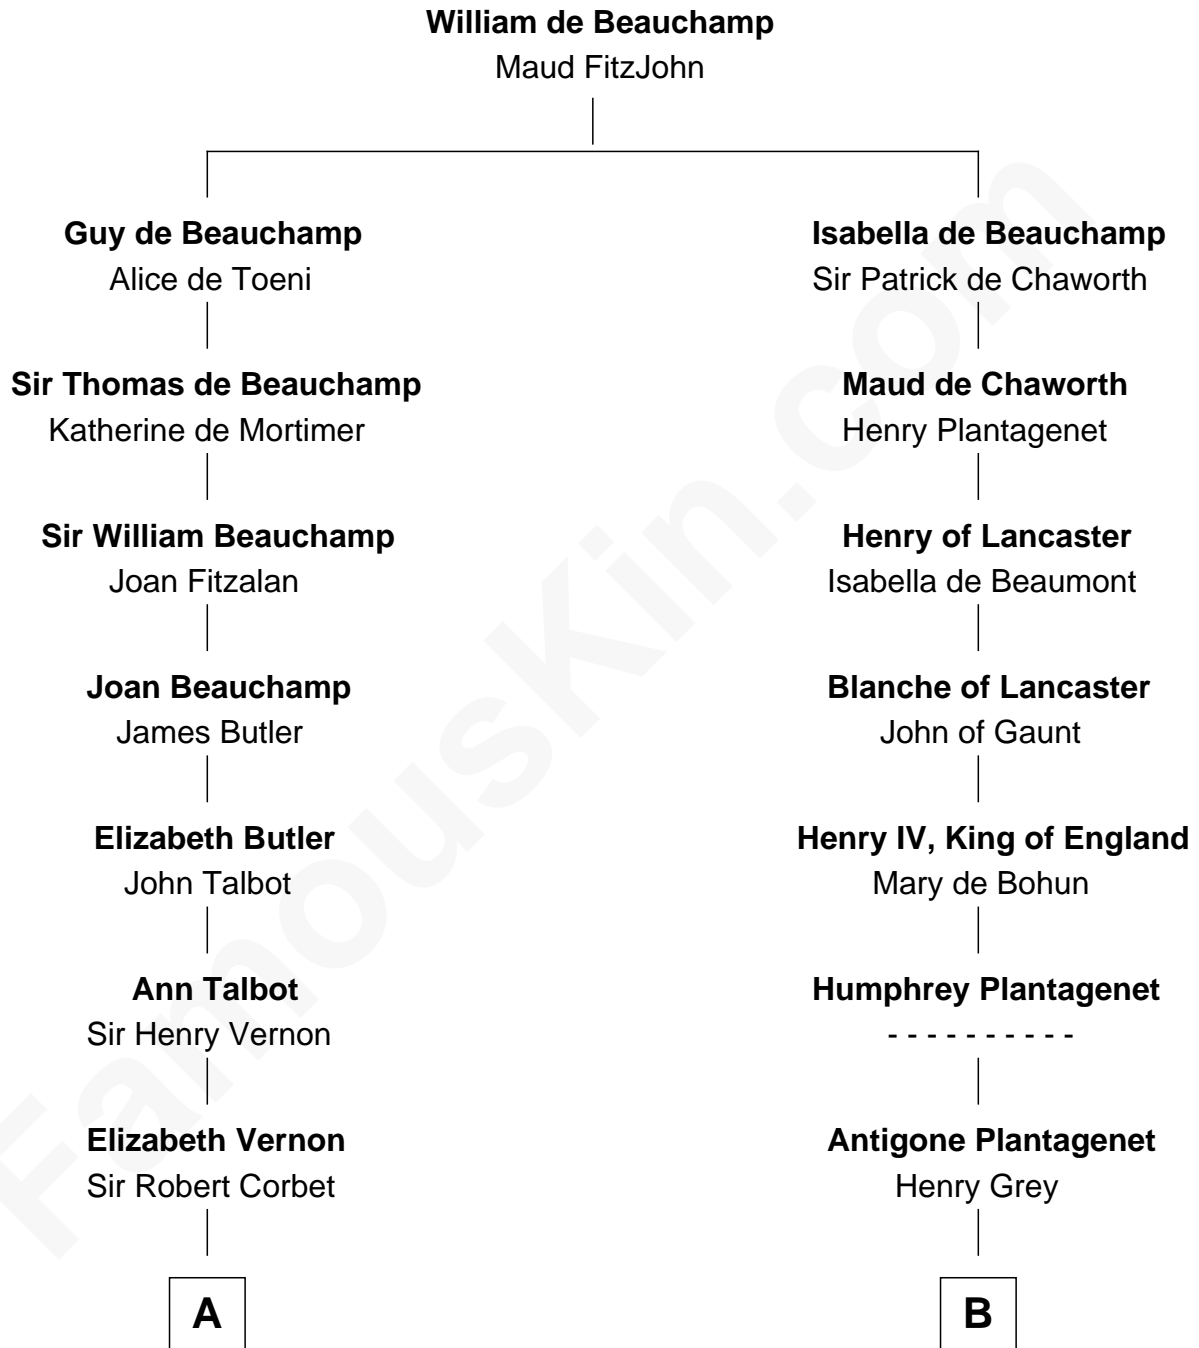 William de Beauchamp
Maud FitzJohn
Guy de Beauchamp
Alice de Toeni
Isabella de Beauchamp
Sir Patrick de Chaworth
Sir Thomas de Beauchamp
Katherine de Mortimer
Maud de Chaworth
Henry Plantagenet
Sir William Beauchamp
Joan Fitzalan
Henry of Lancaster
Isabella de Beaumont
Joan Beauchamp
James Butler
Blanche of Lancaster
John of Gaunt
Elizabeth Butler
John Talbot
Henry IV, King of England
Mary de Bohun
Ann Talbot
Sir Henry Vernon
Humphrey Plantagenet
- - - - - - - - - -
Elizabeth Vernon
Sir Robert Corbet
Antigone Plantagenet
Henry Grey
A
B
FamousKin.com